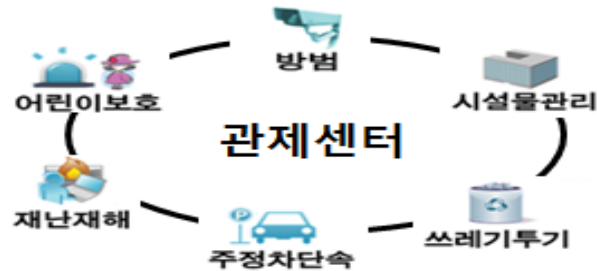 방범
어린이보호
시설물관리
관제센터
재난재해
쓰레기투기
주정차단속